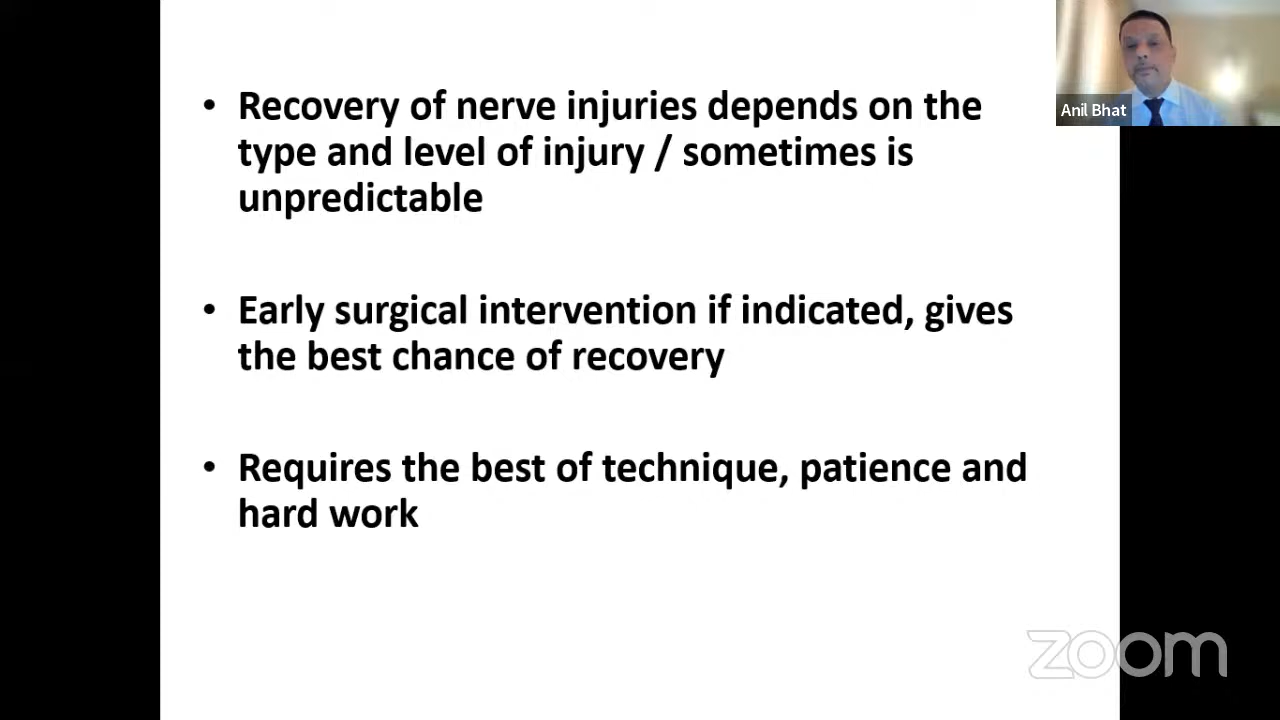 • Recovery of nerve injuries depends on the
type and level of injury / sometimes is
unpredictable
• Early surgical intervention if indicated, gives
the best chance of recovery
• Requires the best of technique, patience and
hard work
Anil Bhat
zoom